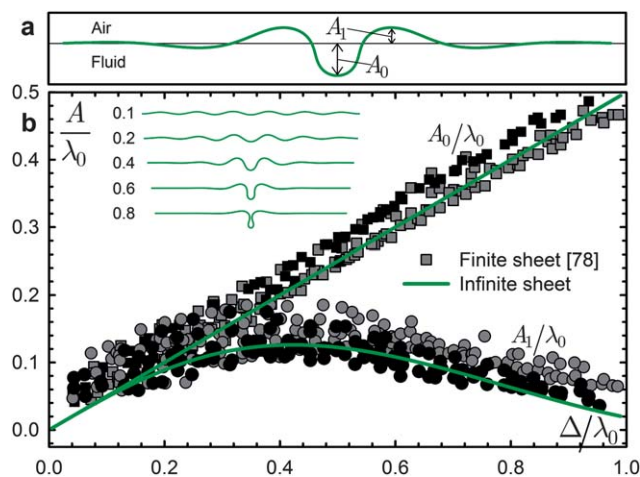 a
Air
Fluid
A₁
A₀
b
A/λ₀
0.5
0.4
0.3
0.2
0.1
0.0
0.1
0.2
0.4
0.6
0.8
A₀/λ₀
Finite sheet [78]
Infinite sheet
A₁/λ₀
Δ/λ₀
0.0 0.2 0.4 0.6 0.8 1.0